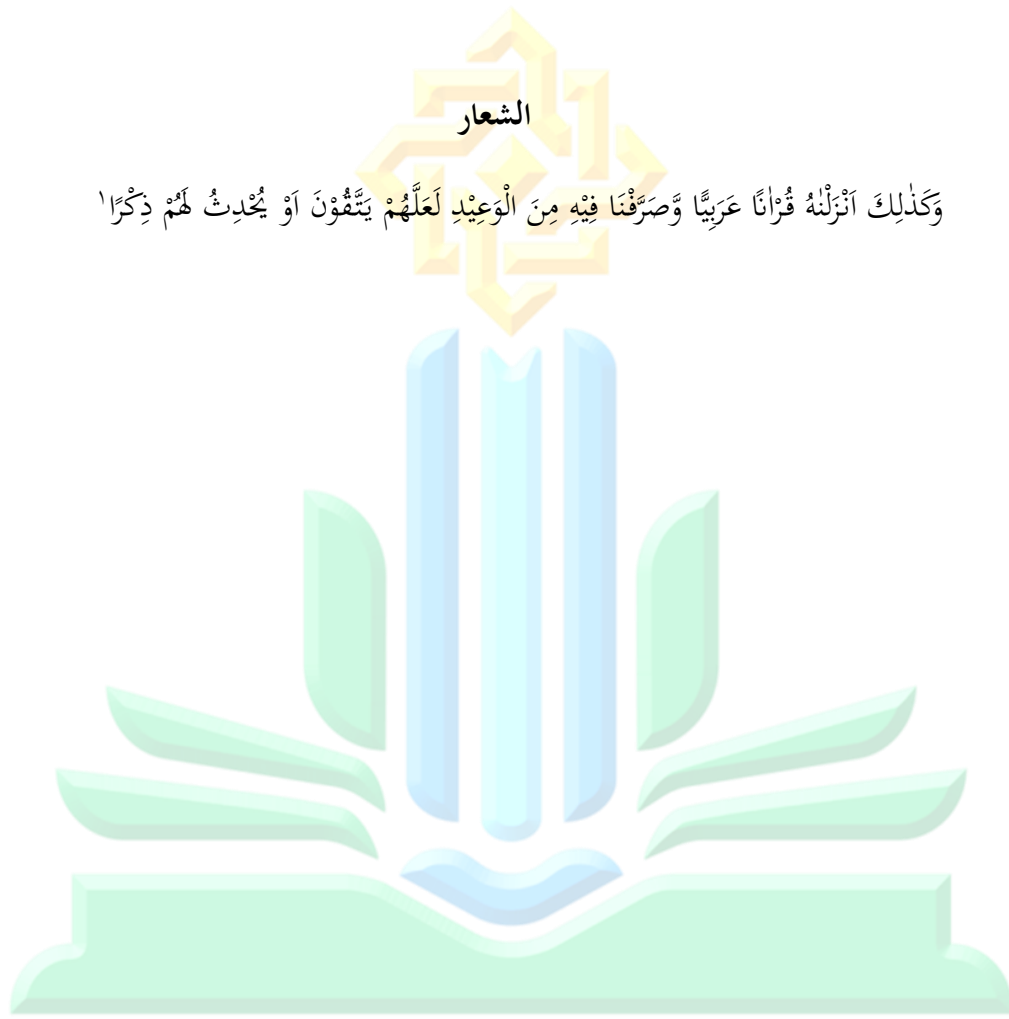 الشعار
وَكَذٰلِكَ اَنْزَلْنٰهُ قُرْاٰنًا عَرَبِيًّا وَّصَرَّفْنَا فِيْهِ مِنَ الْوَعِيْدِ لَعَلَّهُمْ يَتَّقُوْنَ اَوْ يُحْدِثُ لَهُمْ ذِكْرًا١